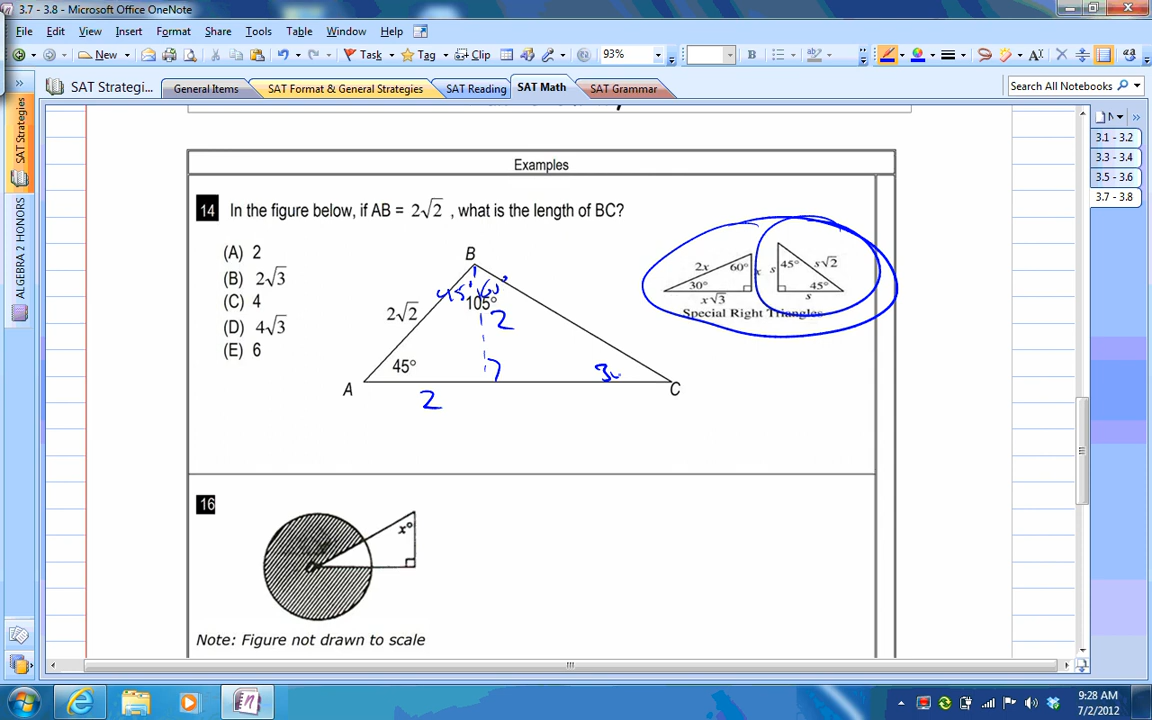 3.7 - 3.8 - Microsoft Office OneNote
File Edit View Insert Format Share Tools Table Window Help
New Task Tag Clip 93% B
SAT Strategi... General Items SAT Format & General Strategies SAT Reading SAT Math SAT Grammar Search All Notebooks
SAT Strategies
ALGEBRA 2 HONORS
N
3.1 - 3.2
3.3 - 3.4
3.5 - 3.6
3.7 - 3.8
Examples
14 In the figure below, if AB = 2√2 , what is the length of BC?
(A) 2
(B) 2√3
(C) 4
(D) 4√3
(E) 6
B
45° 60°
105°
2√2
2
45°
A
C
2
2x 60° x
30°
x√3
s 45° s√2
45°
s
Special Right Triangles
16
x°
Note: Figure not drawn to scale
9:28 AM
7/2/2012